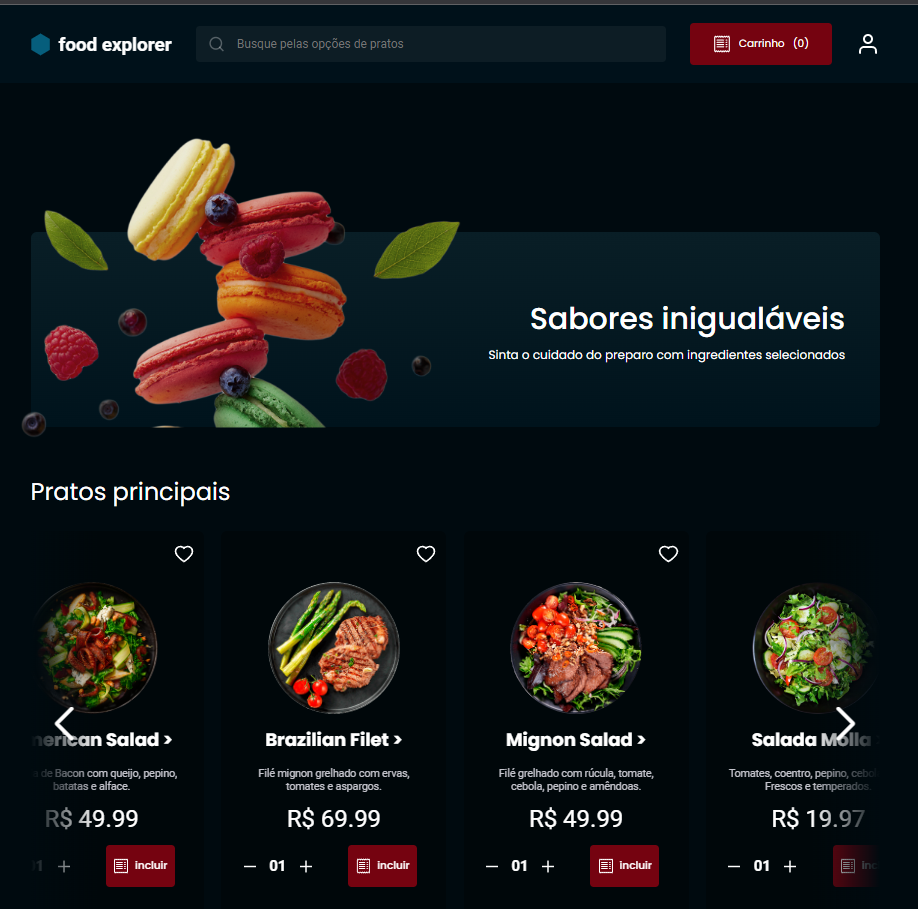 food explorer
Busque pelas opções de pratos
Carrinho (0)
Sabores inigualáveis
Sinta o cuidado do preparo com ingredientes selecionados
Pratos principais
nerican Salad >
de Bacon com queijo, pepino,
batatas e alface.
R$ 49.99
01
incluir
Brazilian Filet >
Filé mignon grelhado com ervas,
tomates e aspargos.
R$ 69.99
01
incluir
Mignon Salad >
Filé grelhado com rúcula, tomate,
cebola, pepino e amêndoas.
R$ 49.99
01
incluir
Salada Molla >
Tomates, coentro, pepino, cebo
Frescos e temperados.
R$ 19.97
01
inc